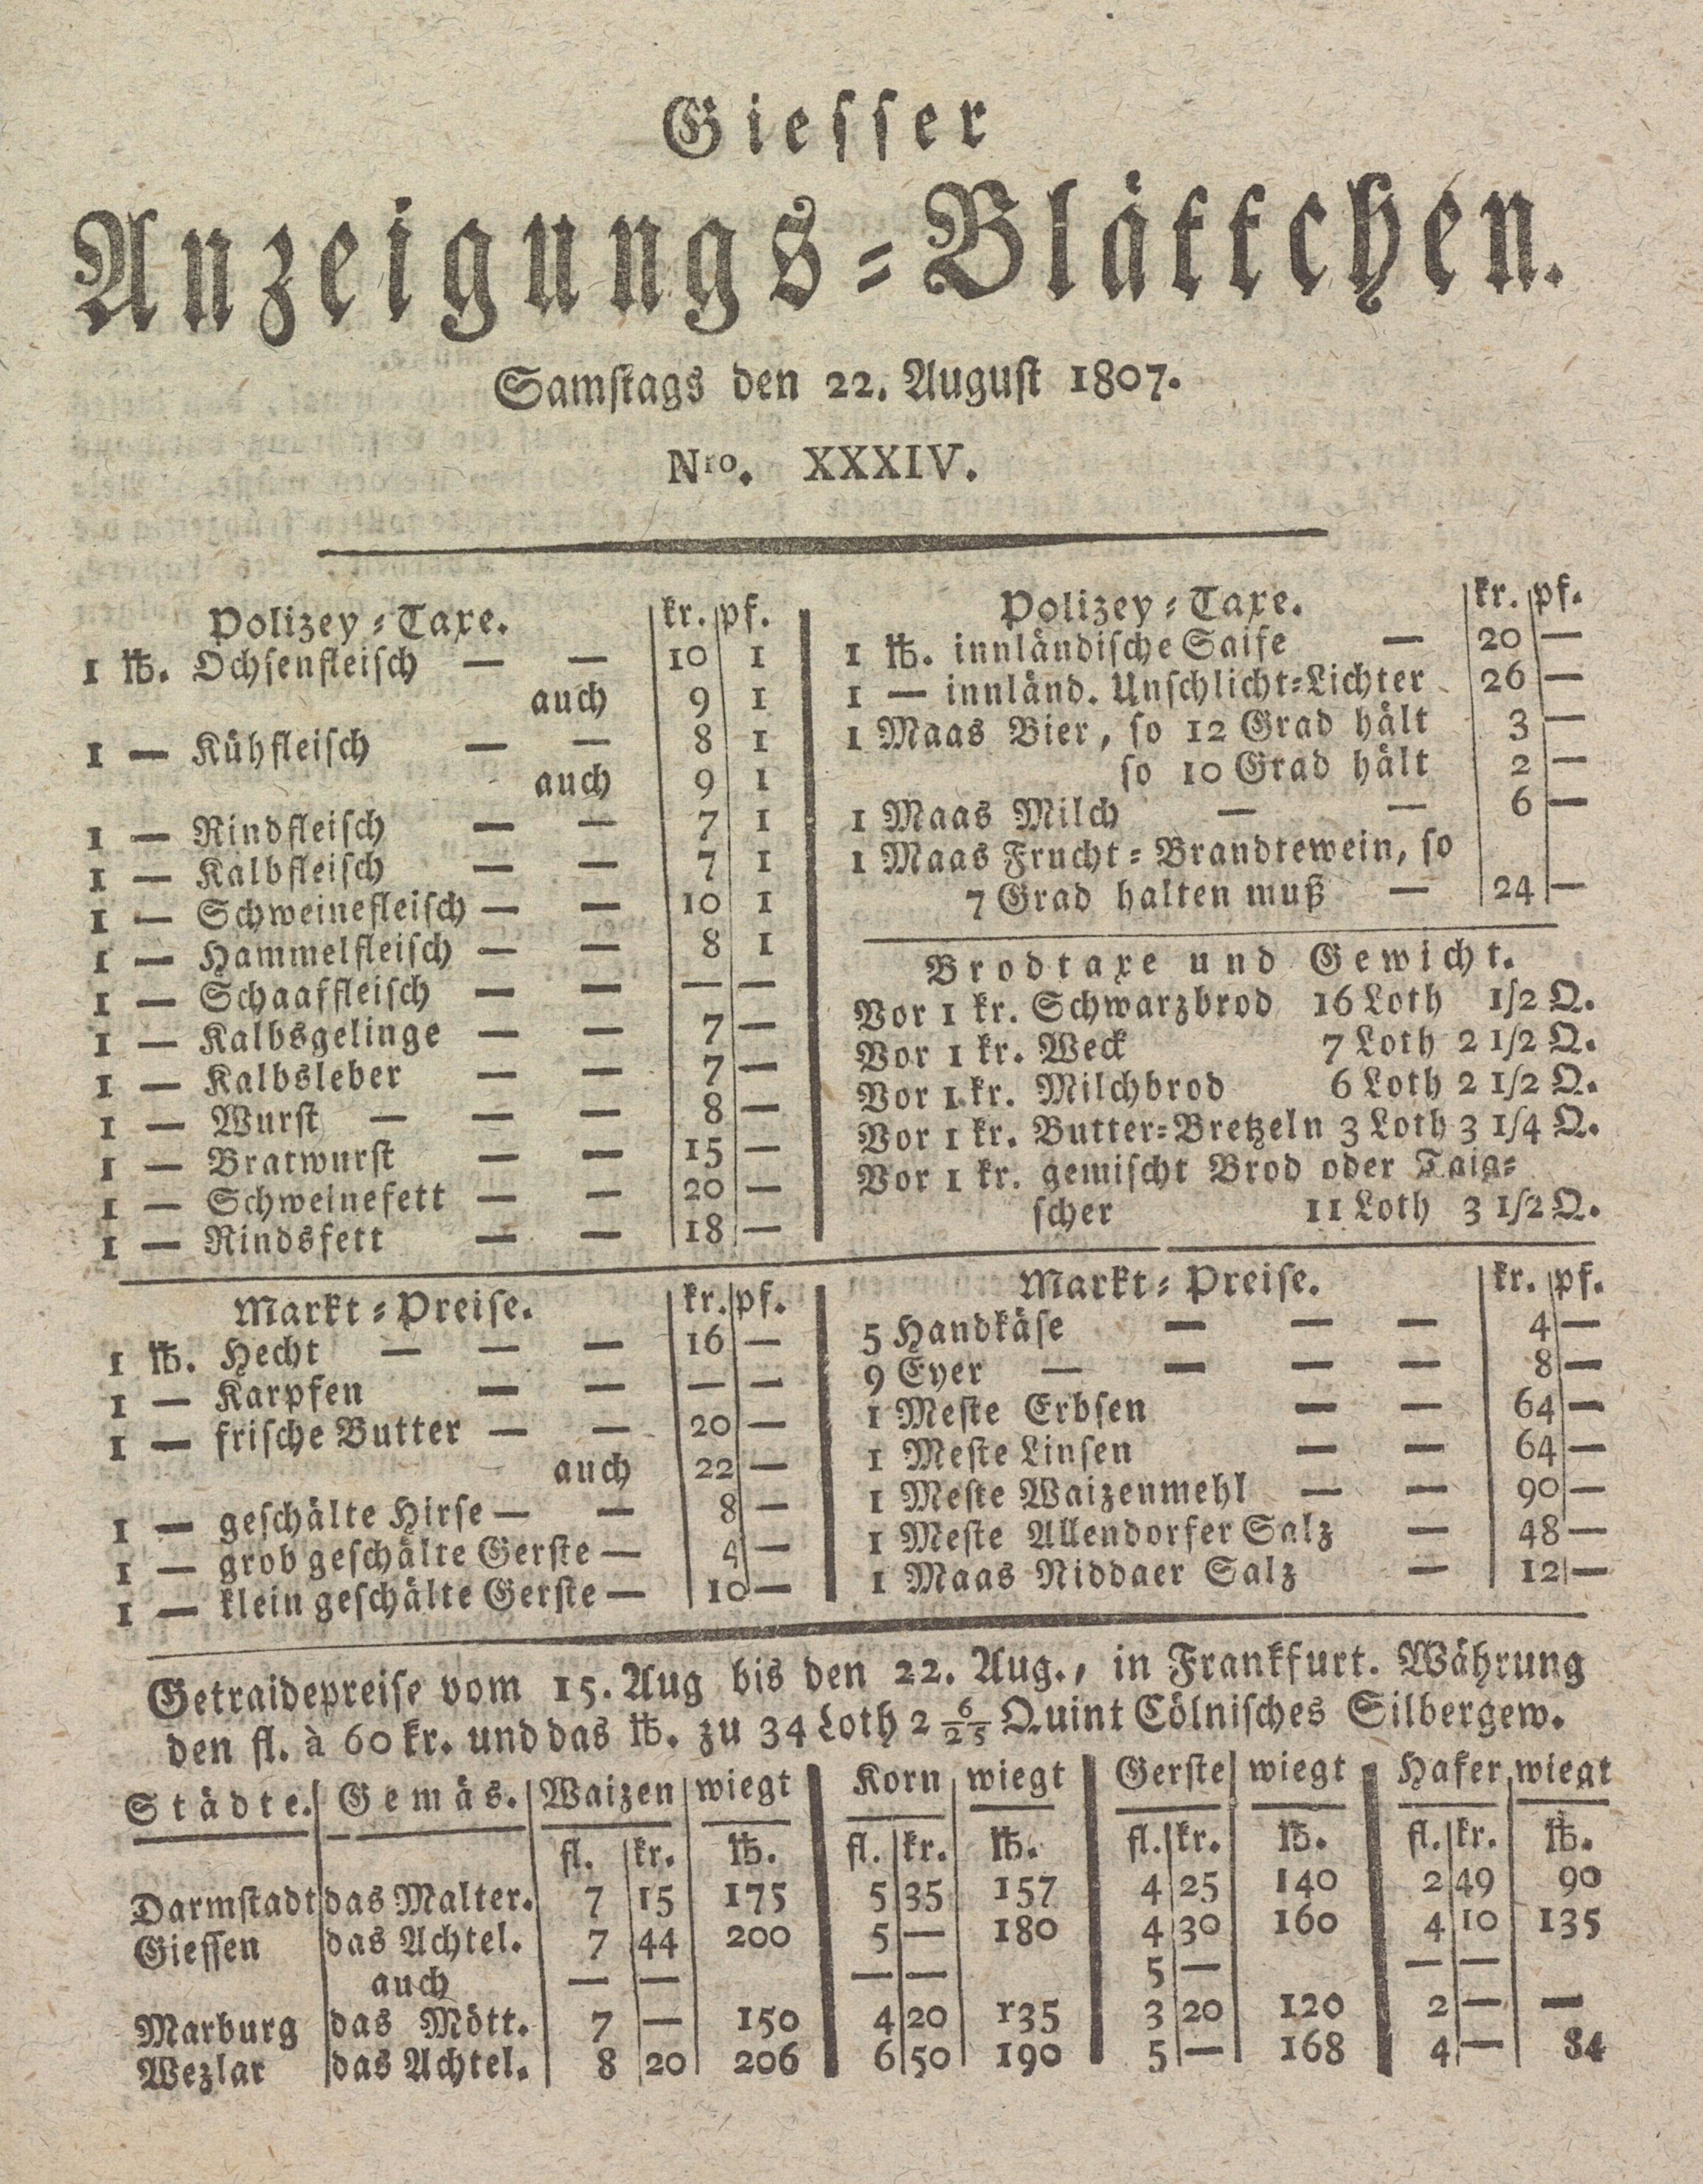 Giesser
Anzeigungs-Blättchen.
Samstags den 22. August 1807.
Nro. XXXIV.
Polizey-Taxe. kr. pf.
1 ℔. Ochsenfleisch — — 10 1
auch 9 1
1 — Kühfleisch — — 8 1
auch 9 1
1 — Rindfleisch — — 7 1
1 — Kalbfleisch — — 7 1
1 — Schweinefleisch — — 10 1
1 — Hammelfleisch — — 8 1
1 — Schaaffleisch — — — —
1 — Kalbsgelinge — — 7 —
1 — Kalbsleber — — 7 —
1 — Wurst — — — 8 —
1 — Bratwurst — — 15 —
1 — Schweinefett — — 20 —
1 — Rindsfett — — 18 —
Polizey-Taxe. kr. pf.
1 ℔. innländische Saife — 20 —
1 — innländ. Unschlicht-Lichter 26 —
1 Maas Bier, so 12 Grad hält 3 —
so 10 Grad hält 2 —
1 Maas Milch — — 6 —
1 Maas Frucht-Brandtewein, so
7 Grad halten muß — 24 —
Brodtaxe und Gewicht.
Vor 1 kr. Schwarzbrod 16 Loth 1/2 Q.
Vor 1 kr. Weck 7 Loth 2 1/2 Q.
Vor 1 kr. Milchbrod 6 Loth 2 1/2 Q.
Vor 1 kr. Butter-Bretzeln 3 Loth 3 1/4 Q.
Vor 1 kr. gemischt Brod oder Taig-
scher 11 Loth 3 1/2 Q.
Markt-Preise. kr. pf.
1 ℔. Hecht — — — 16 —
1 — Karpfen — — — —
1 — frische Butter — — 20 —
auch 22 —
1 — geschälte Hirse — — 8 —
1 — grob geschälte Gerste — 4 —
1 — klein geschälte Gerste — 10 —
Markt-Preise. kr. pf.
5 Handkäse — — — 4 —
9 Eyer — — — — 8 —
1 Meste Erbsen — — 64 —
1 Meste Linsen — — 64 —
1 Meste Waizenmehl — — 90 —
1 Meste Allendorfer Salz — 48 —
1 Maas Niddaer Salz — 12 —
Getraidepreise vom 15. Aug bis den 22. Aug., in Frankfurt. Währung
den fl. à 60 kr. und das ℔. zu 34 Loth 2 6/25 Quint Cölnisches Silbergew.
Städte. Gemäs. Waizen wiegt Korn wiegt Gerste wiegt Hafer wiegt
fl. kr. ℔. fl. kr. ℔. fl. kr. ℔. fl. kr. ℔.
Darmstadt das Malter. 7 15 175 5 35 157 4 25 140 2 49 90
Giessen das Achtel. 7 44 200 5 — 180 4 30 160 4 10 135
auch — — — — 5 — — —
Marburg das Mött. 7 — 150 4 20 135 3 20 120 2 — —
Wezlar das Achtel. 8 20 206 6 50 190 5 — 168 4 — 84